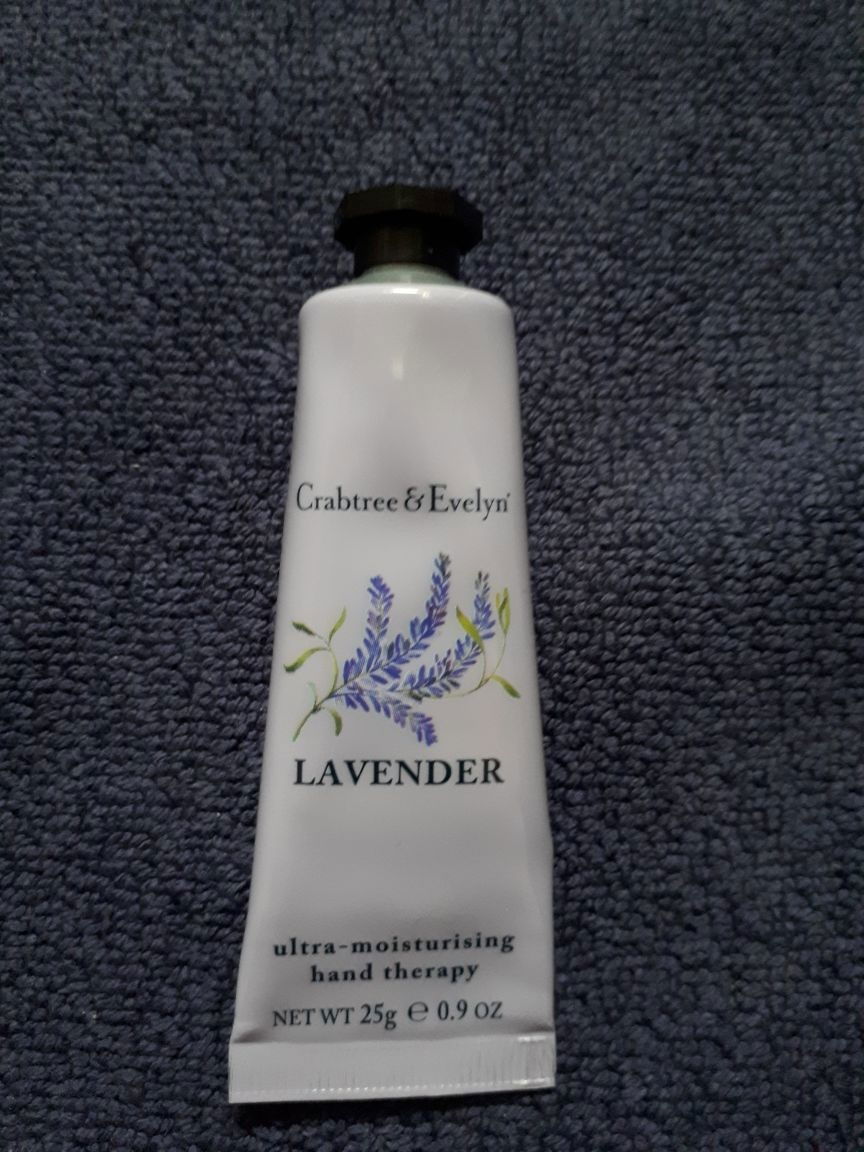 Crabtree & Evelyn®
LAVENDER
ultra-moisturising
hand therapy
NET WT 25g ℮ 0.9 OZ